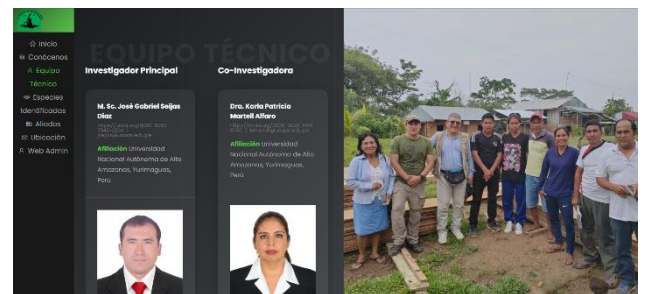 Inicio
Conócenos
Equipo
Técnico
Especies
Identificadas
Aliados
Ubicación
Web Admin
EQUIPO TÉCNICO
Investigador Principal
M. Sc. José Gabriel Seijas
Díaz
Afiliación Universidad
Nacional Autónoma de Alto
Amazonas, Yurimaguas,
Perú
Co-Investigadora
Dra. Karla Patricia
Martell Alfaro
Afiliación Universidad
Nacional Autónoma de Alto
Amazonas, Yurimaguas,
Perú